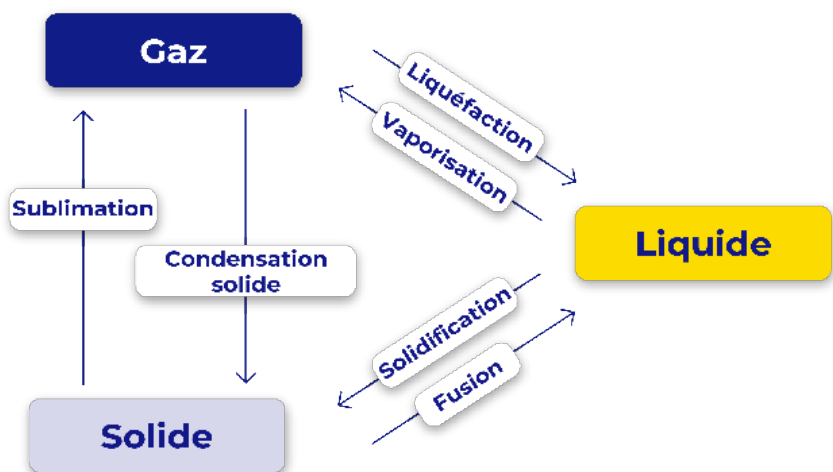 Gaz
Liquéfaction
Vaporisation
Sublimation
Condensation
solide
Liquide
Solidification
Fusion
Solide